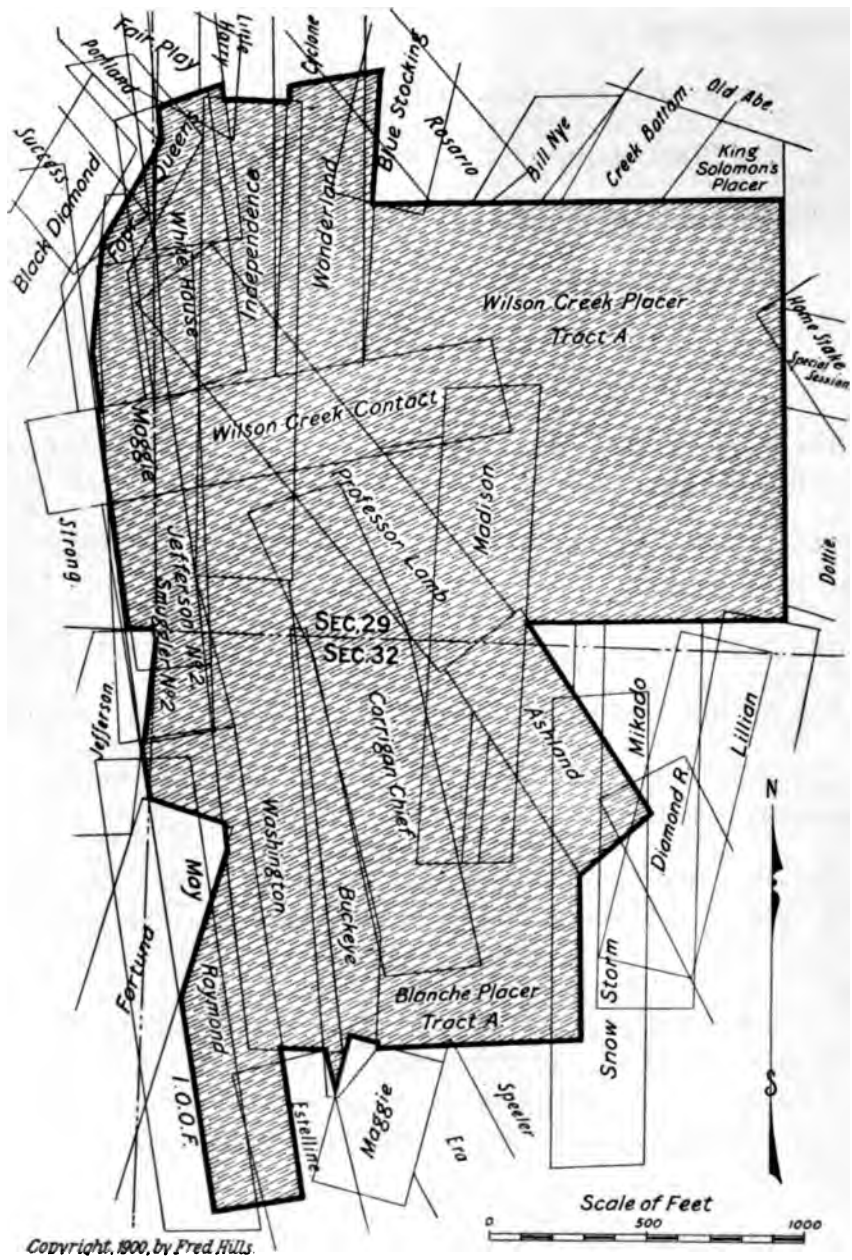 Fair Play
Little
Harry
Cyclone
Portland
Blue Stocking
Rosario
Bill Nye
Creek Bottom.
Old Abe.
King
Solomon's
Placer
Success
Black Diamond
Four Queens
White House
Independence
Wonderland
Wilson Creek Placer
Tract A.
Home Stake
Special
Session
Wilson Creek Contact
Maggie
Professor Lamb
Madison
Strong.
Dollie.
Jefferson No 2.
Smuggler No 2
SEC. 29
SEC. 32
Jefferson.
Corrigan Chief
Ashland
Mikado
Lillian
Diamond R.
N
May
Washington
Buckeye
Fortuna
Raymond
Blanche Placer
Tract A.
Snow Storm
S
I.O.O.F.
Estelline
Maggie
Era
Speeler
Scale of Feet
0 500 1000
Copyright, 1900, by Fred Hills.